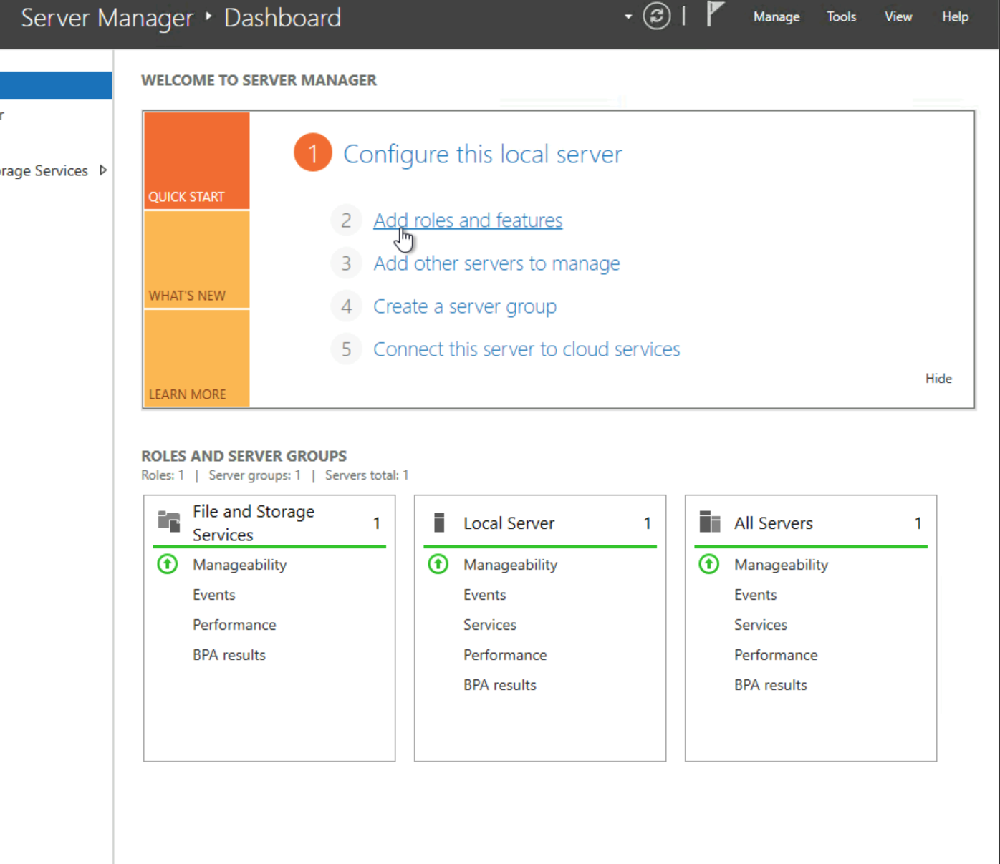 Server Manager ‣ Dashboard
Manage Tools View Help
WELCOME TO SERVER MANAGER
r
rage Services
QUICK START
WHAT'S NEW
LEARN MORE
1 Configure this local server
2 Add roles and features
3 Add other servers to manage
4 Create a server group
5 Connect this server to cloud services
Hide
ROLES AND SERVER GROUPS
Roles: 1 | Server groups: 1 | Servers total: 1
File and Storage
Services 1
Manageability
Events
Performance
BPA results
Local Server 1
Manageability
Events
Services
Performance
BPA results
All Servers 1
Manageability
Events
Services
Performance
BPA results